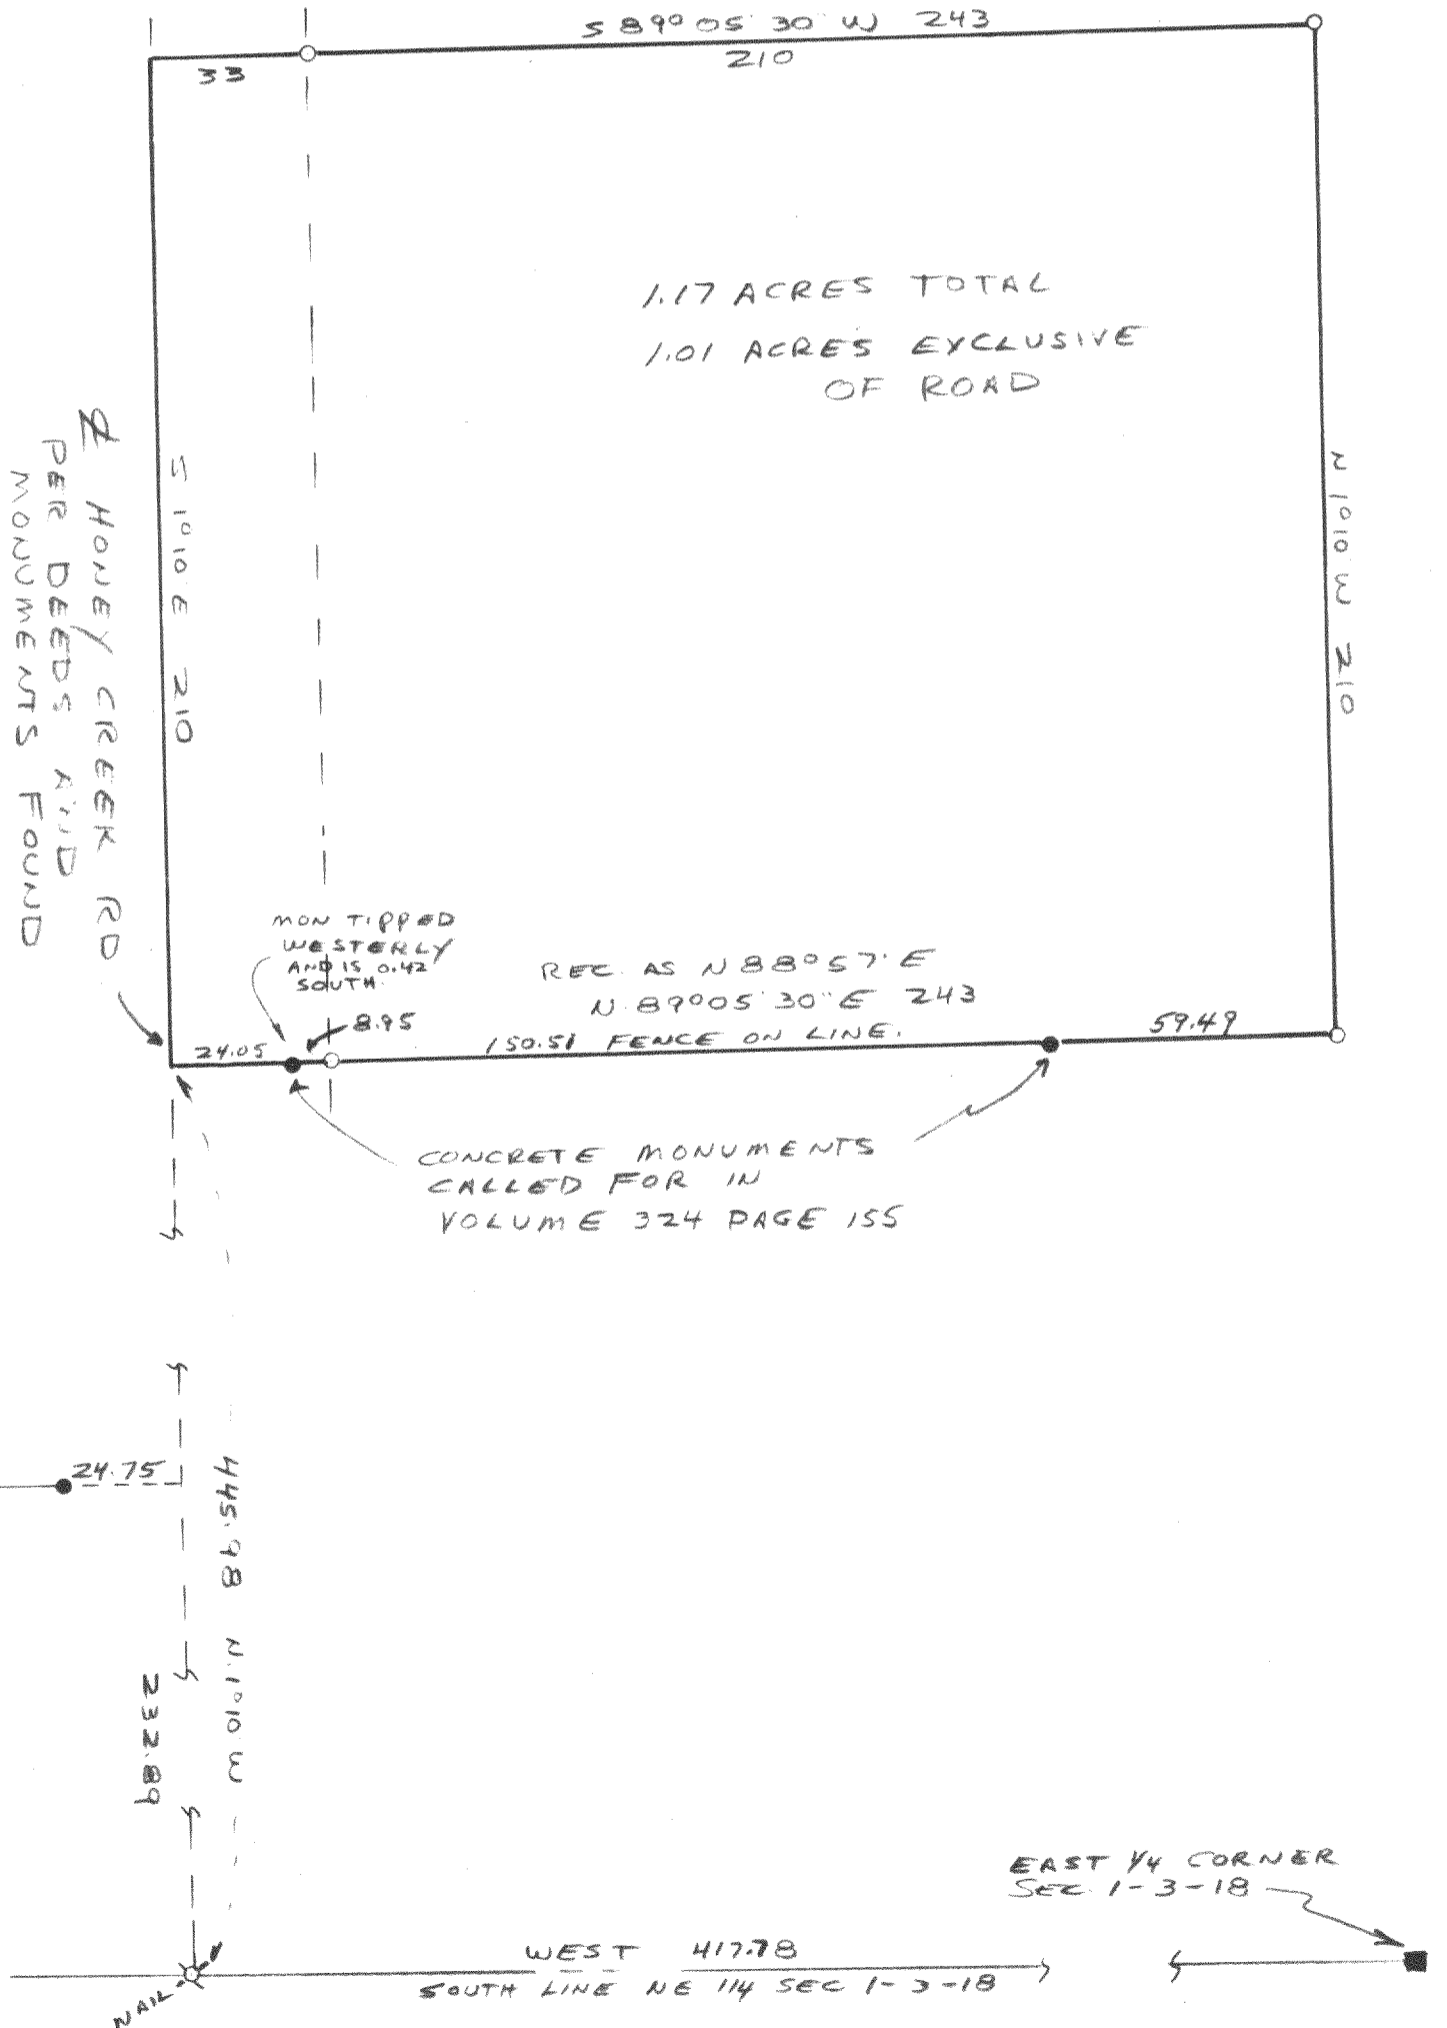 S 89° 05' 30" W 243
33
210
1.17 ACRES TOTAL
1.01 ACRES EXCLUSIVE
OF ROAD
℄ HONEY CREEK RD
PER DEEDS AND
MONUMENTS FOUND
S 1°10' E 210
N 1°10' W 210
MON TIPPED
WESTERLY
AND IS 0.42
SOUTH.
REC. AS N 88°57' E
N. 89°05'30" E 243
24.05
8.95
150.51 FENCE ON LINE.
59.49
CONCRETE MONUMENTS
CALLED FOR IN
VOLUME 324 PAGE 155
24.75
445.98 N. 1°10' W
232.89
EAST 1/4 CORNER
SEC. 1-3-18
WEST 417.78
SOUTH LINE NE 1/4 SEC 1-3-18
NAIL